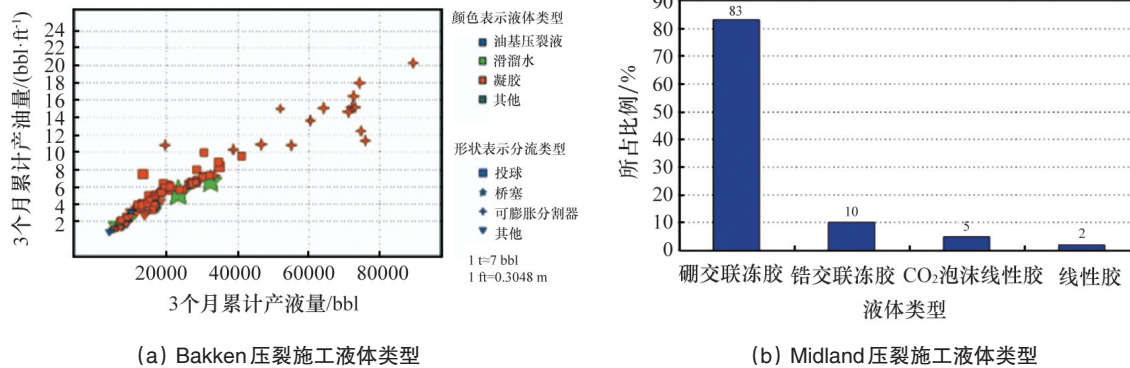 3个月累计产油量/(bbl·ft⁻¹)
24
22
20
18
16
14
12
10
8
6
4
2
20000 40000 60000 80000
3个月累计产液量/bbl
颜色表示液体类型
油基压裂液
滑溜水
凝胶
其他
形状表示分流类型
投球
桥塞
可膨胀分割器
其他
1 t≈7 bbl
1 ft=0.3048 m
(a) Bakken压裂施工液体类型
所占比例/%
90
80
70
60
50
40
30
20
10
0
83
10
5
2
硼交联冻胶 锆交联冻胶 CO₂泡沫线性胶 线性胶
液体类型
(b) Midland压裂施工液体类型